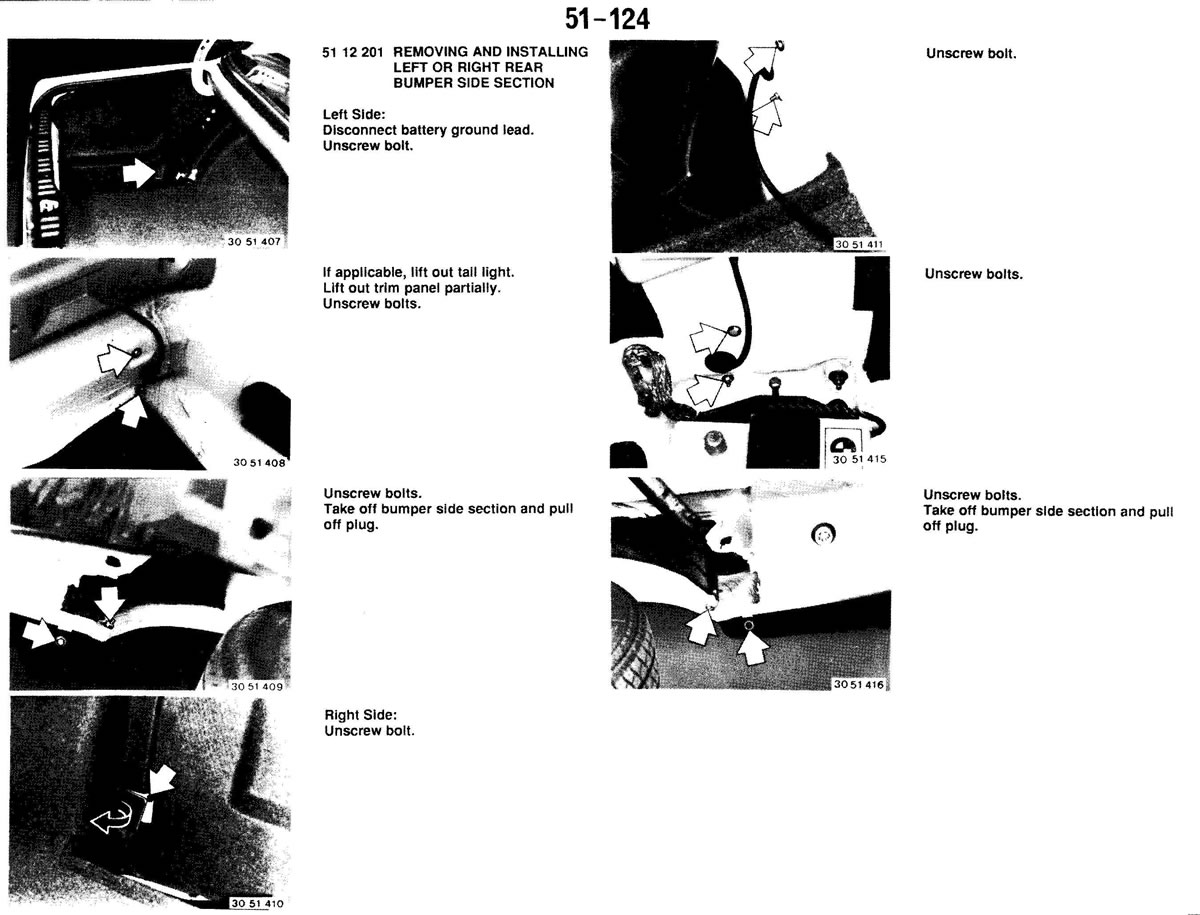 51-124
51 12 201 REMOVING AND INSTALLING
LEFT OR RIGHT REAR
BUMPER SIDE SECTION
Left Side:
Disconnect battery ground lead.
Unscrew bolt.
30 51 407
If applicable, lift out tail light.
Lift out trim panel partially.
Unscrew bolts.
30 51 408
Unscrew bolts.
Take off bumper side section and pull
off plug.
30 51 409
Right Side:
Unscrew bolt.
30 51 410
Unscrew bolt.
30 51 411
Unscrew bolts.
30 51 415
Unscrew bolts.
Take off bumper side section and pull
off plug.
30 51 416